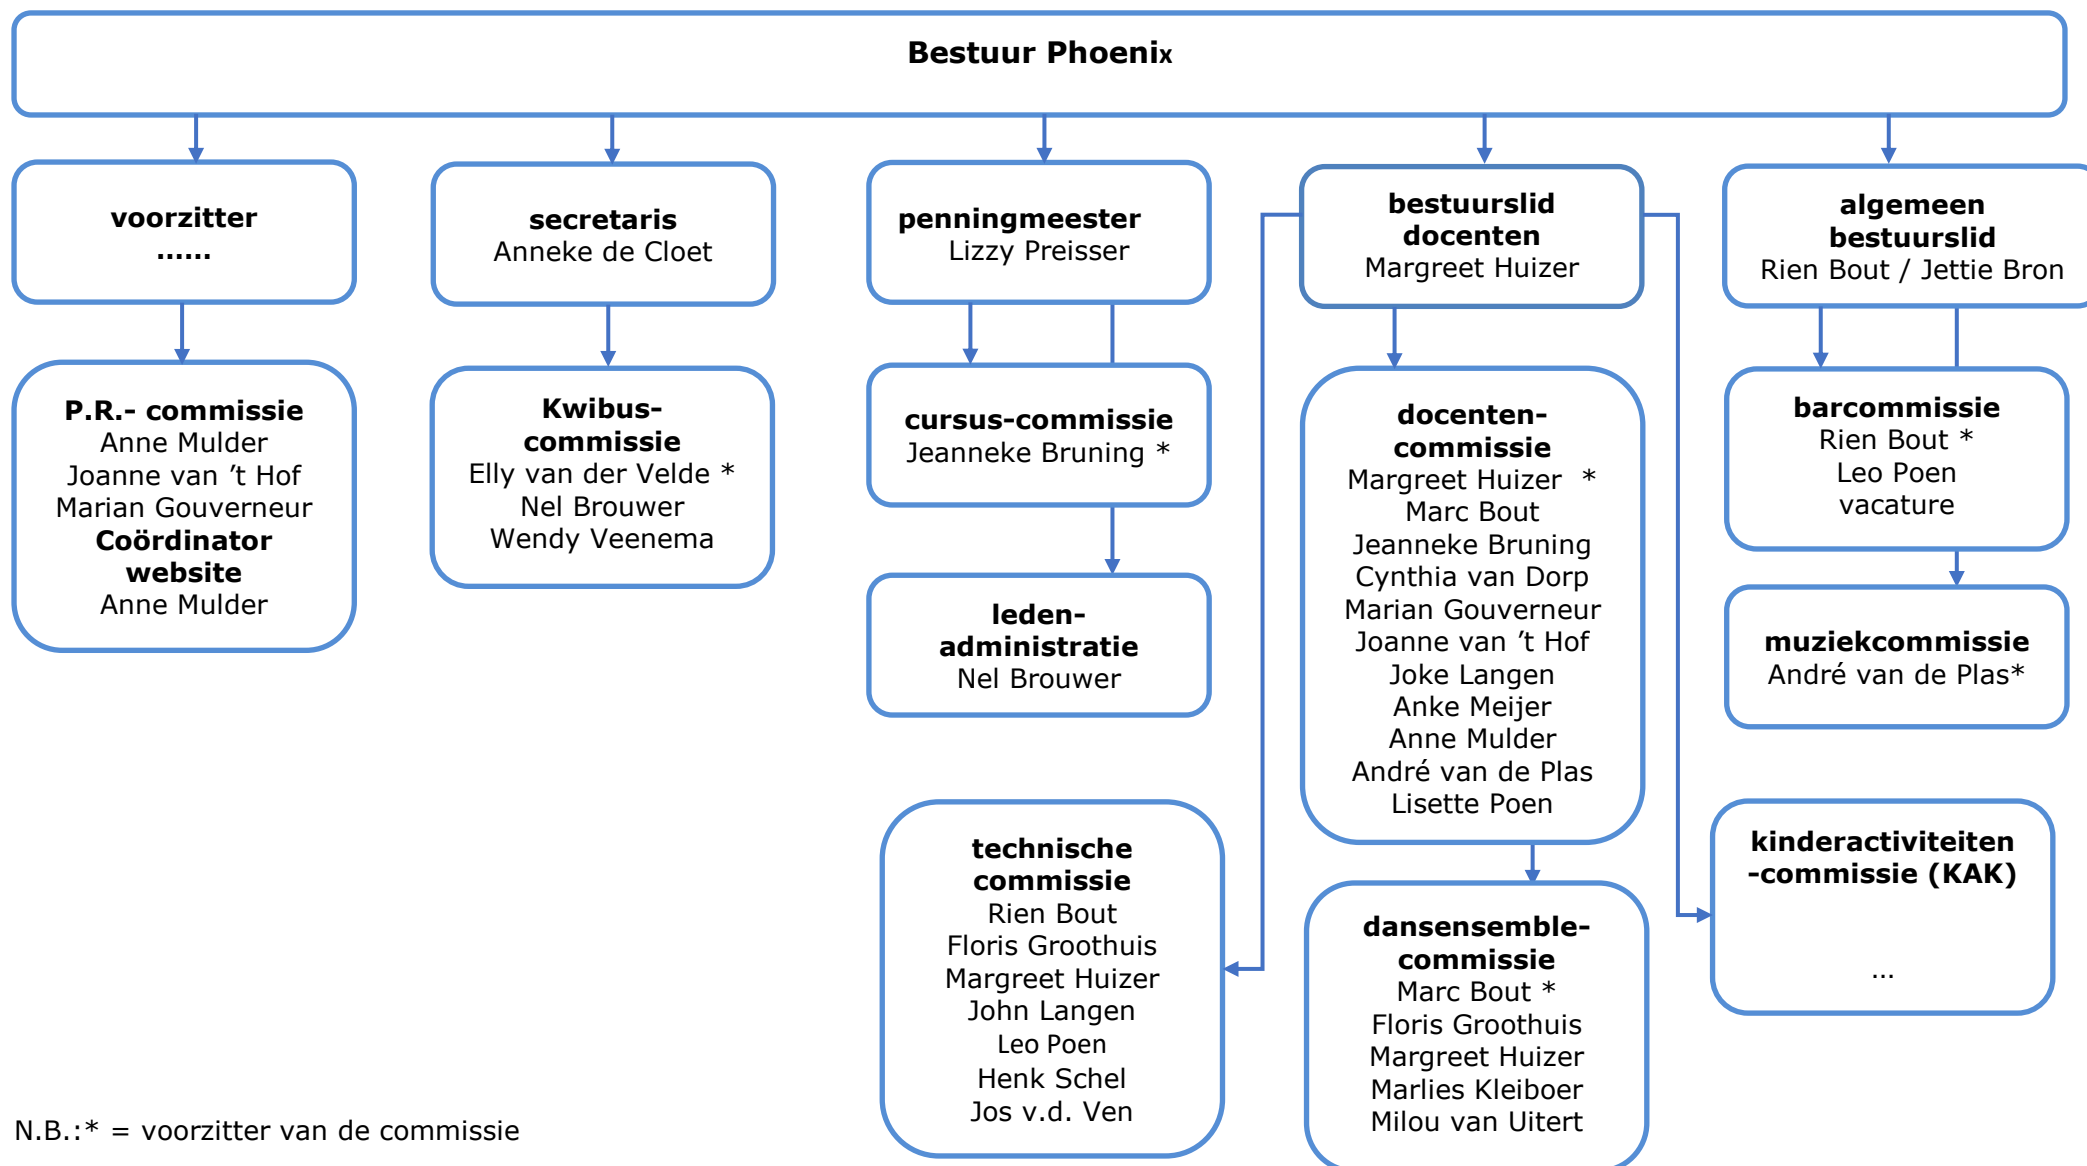 Bestuur Phoenix
voorzitter
......
secretaris
Anneke de Cloet
penningmeester
Lizzy Preisser
bestuurslid
docenten
Margreet Huizer
algemeen
bestuurslid
Rien Bout / Jettie Bron
P.R.- commissie
Anne Mulder
Joanne van ’t Hof
Marian Gouverneur
Coördinator
website
Anne Mulder
Kwibus-
commissie
Elly van der Velde *
Nel Brouwer
Wendy Veenema
cursus-commissie
Jeanneke Bruning *
leden-
administratie
Nel Brouwer
docenten-
commissie
Margreet Huizer  *
Marc Bout
Jeanneke Bruning
Cynthia van Dorp
Marian Gouverneur
Joanne van ’t Hof
Joke Langen
Anke Meijer
Anne Mulder
André van de Plas
Lisette Poen
barcommissie
Rien Bout *
Leo Poen
vacature
muziekcommissie
André van de Plas*
technische
commissie
Rien Bout
Floris Groothuis
Margreet Huizer
John Langen
Leo Poen
Henk Schel
Jos v.d. Ven
dansensemble-
commissie
Marc Bout *
Floris Groothuis
Margreet Huizer
Marlies Kleiboer
Milou van Uitert
kinderactiviteiten
-commissie (KAK)
...
N.B.:* = voorzitter van de commissie